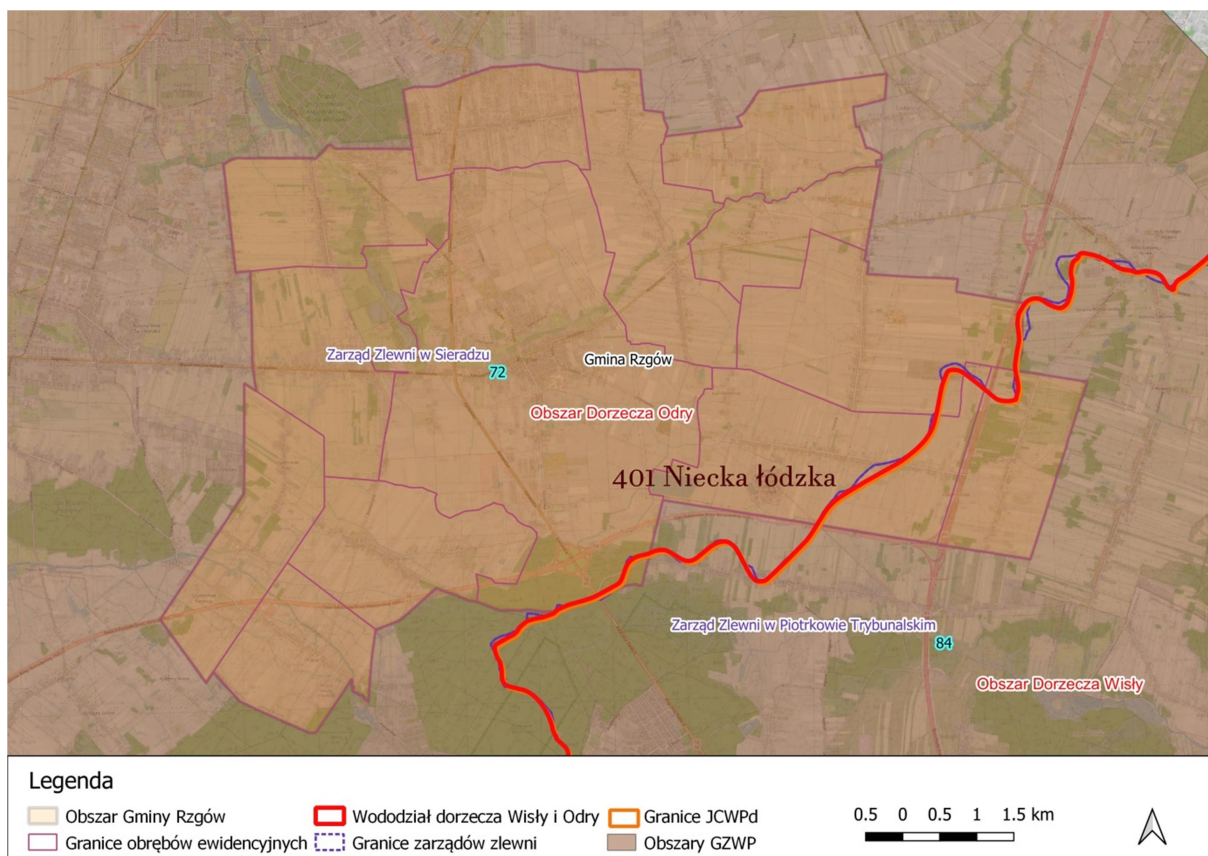 Zarząd Zlewni w Sieradzu
72
Gmina Rzgów
Obszar Dorzecza Odry
401 Niecka łódzka
Zarząd Zlewni w Piotrkowie Trybunalskim
84
Obszar Dorzecza Wisły
Legenda
Obszar Gminy Rzgów
Wododział dorzecza Wisły i Odry
Granice JCWPd
Granice obrębów ewidencyjnych
Granice zarządów zlewni
Obszary GZWP
0.5 0 0.5 1 1.5 km